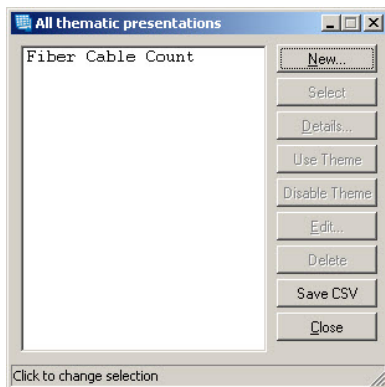 All thematic presentations
Fiber Cable Count
New...
Select
Details...
Use Theme
Disable Theme
Edit...
Delete
Save CSV
Close
Click to change selection